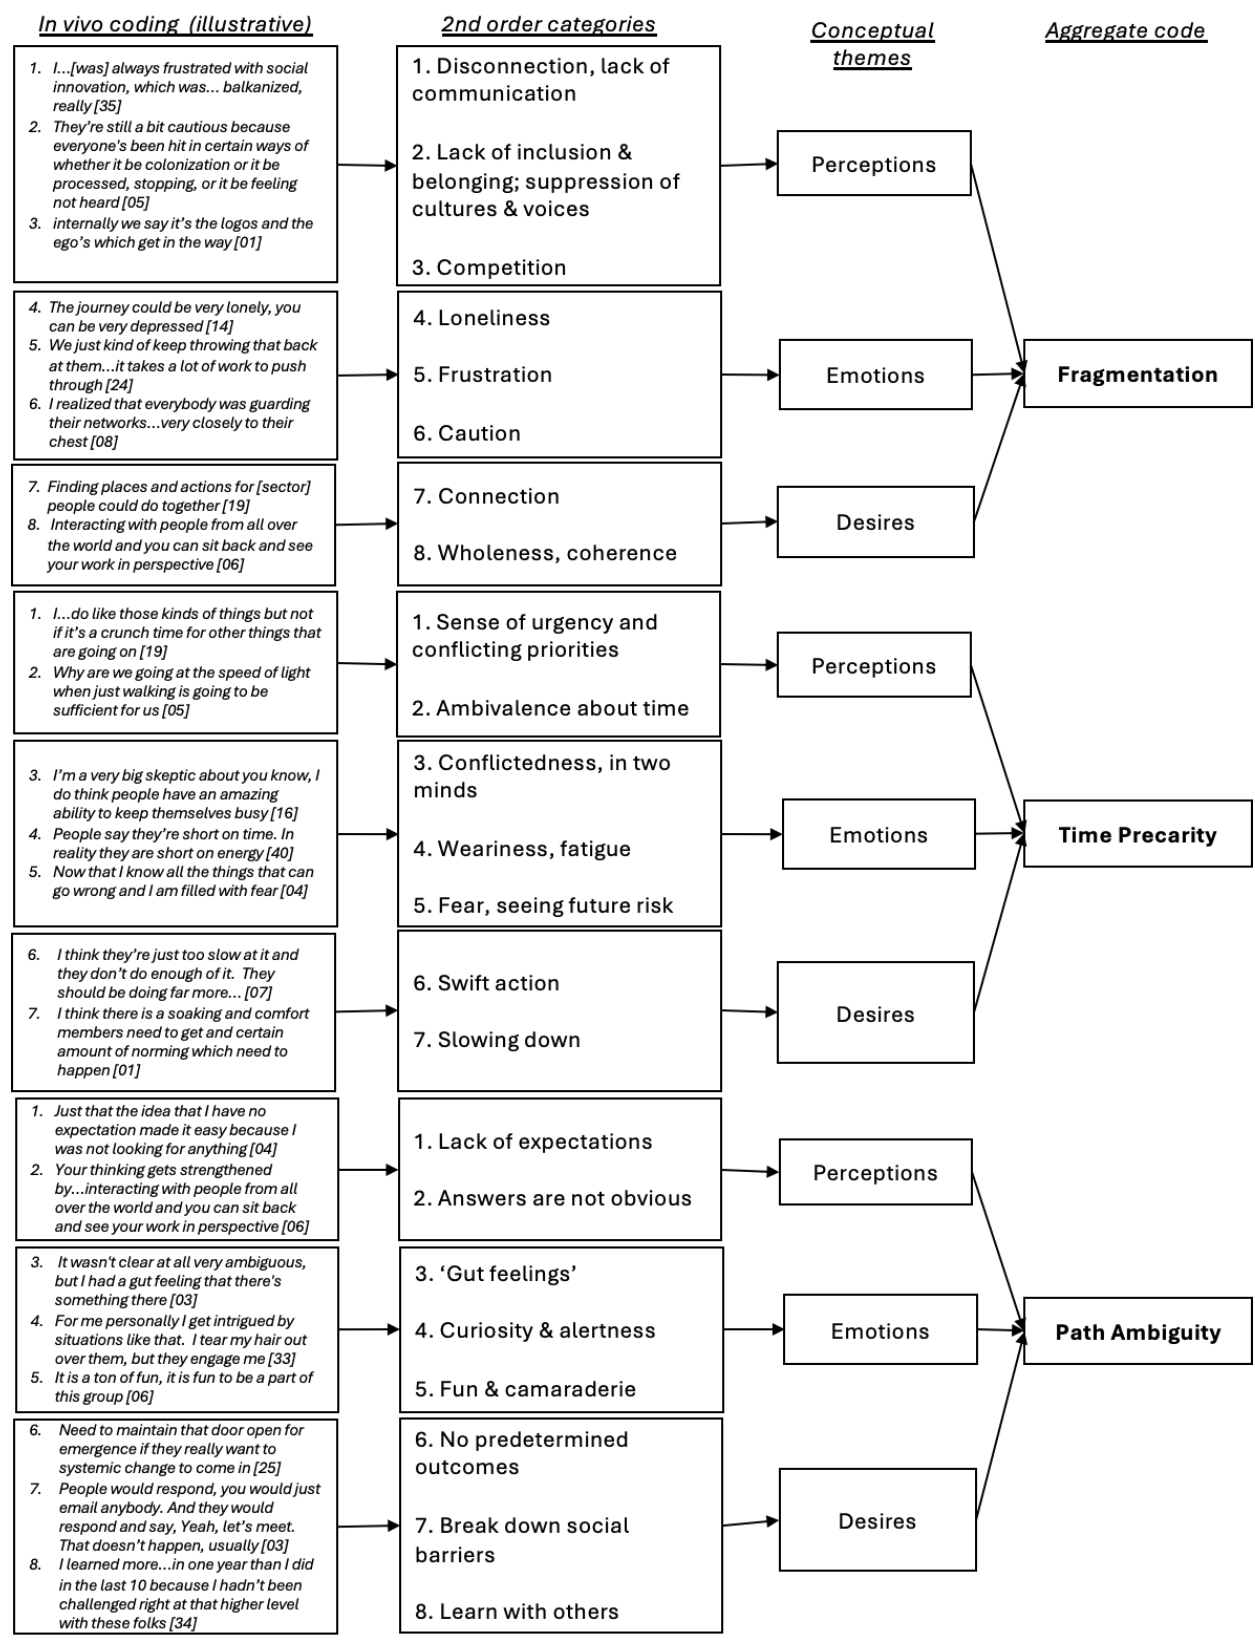 In vivo coding (illustrative)
2nd order categories
Conceptual
themes
Aggregate code
1. I...[was] always frustrated with social
innovation, which was... balkanized,
really [35]
2. They're still a bit cautious because
everyone's been hit in certain ways of
whether it be colonization or it be
processed, stopping, or it be feeling
not heard [05]
3. internally we say it's the logos and the
ego's which get in the way [01]
1. Disconnection, lack of
communication
2. Lack of inclusion &
belonging; suppression of
cultures & voices
3. Competition
Perceptions
4. The journey could be very lonely, you
can be very depressed [14]
5. We just kind of keep throwing that back
at them...it takes a lot of work to push
through [24]
6. I realized that everybody was guarding
their networks...very closely to their
chest [08]
4. Loneliness
5. Frustration
6. Caution
Emotions
Fragmentation
7. Finding places and actions for [sector]
people could do together [19]
8. Interacting with people from all over
the world and you can sit back and see
your work in perspective [06]
7. Connection
8. Wholeness, coherence
Desires
1. I...do like those kinds of things but not
if it's a crunch time for other things that
are going on [19]
2. Why are we going at the speed of light
when just walking is going to be
sufficient for us [05]
1. Sense of urgency and
conflicting priorities
2. Ambivalence about time
Perceptions
3. I'm a very big skeptic about you know, I
do think people have an amazing
ability to keep themselves busy [16]
4. People say they're short on time. In
reality they are short on energy [40]
5. Now that I know all the things that can
go wrong and I am filled with fear [04]
3. Conflictedness, in two
minds
4. Weariness, fatigue
5. Fear, seeing future risk
Emotions
Time Precarity
6. I think they're just too slow at it and
they don't do enough of it. They
should be doing far more... [07]
7. I think there is a soaking and comfort
members need to get and certain
amount of norming which need to
happen [01]
6. Swift action
7. Slowing down
Desires
1. Just that the idea that I have no
expectation made it easy because I
was not looking for anything [04]
2. Your thinking gets strengthened
by...interacting with people from all
over the world and you can sit back
and see your work in perspective [06]
1. Lack of expectations
2. Answers are not obvious
Perceptions
3. It wasn't clear at all very ambiguous,
but I had a gut feeling that there's
something there [03]
4. For me personally I get intrigued by
situations like that. I tear my hair out
over them, but they engage me [33]
5. It is a ton of fun, it is fun to be a part of
this group [06]
3. ‘Gut feelings’
4. Curiosity & alertness
5. Fun & camaraderie
Emotions
Path Ambiguity
6. Need to maintain that door open for
emergence if they really want to
systemic change to come in [25]
7. People would respond, you would just
email anybody. And they would
respond and say, Yeah, let's meet.
That doesn't happen, usually [03]
8. I learned more...in one year than I did
in the last 10 because I hadn't been
challenged right at that higher level
with these folks [34]
6. No predetermined
outcomes
7. Break down social
barriers
8. Learn with others
Desires